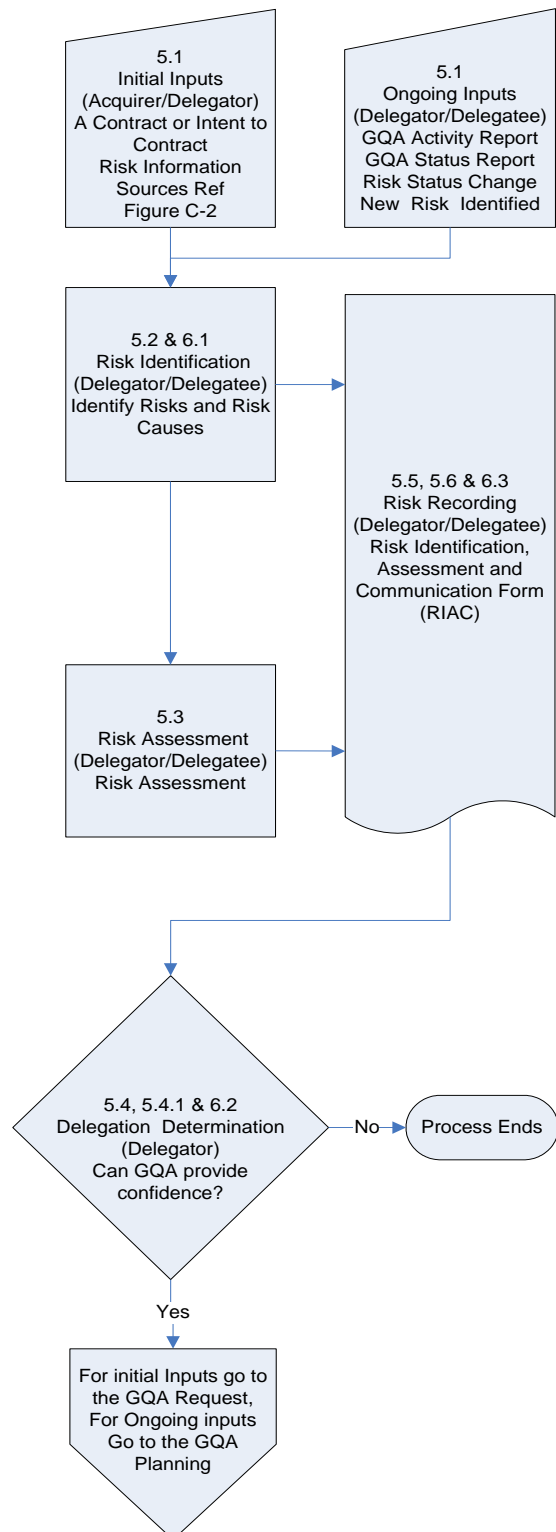 5.1
Initial Inputs
(Acquirer/Delegator)
A Contract or Intent to
Contract
Risk Information
Sources Ref
Figure C-2
5.1
Ongoing Inputs
(Delegator/Delegatee)
GQA Activity Report
GQA Status Report
Risk Status Change
New Risk Identified
5.2 & 6.1
Risk Identification
(Delegator/Delegatee)
Identify Risks and Risk
Causes
5.5, 5.6 & 6.3
Risk Recording
(Delegator/Delegatee)
Risk Identification,
Assessment and
Communication Form
(RIAC)
5.3
Risk Assessment
(Delegator/Delegatee)
Risk Assessment
5.4, 5.4.1 & 6.2
Delegation Determination
(Delegator)
Can GQA provide
confidence?
No
Process Ends
Yes
For initial Inputs go to
the GQA Request,
For Ongoing inputs
Go to the GQA
Planning